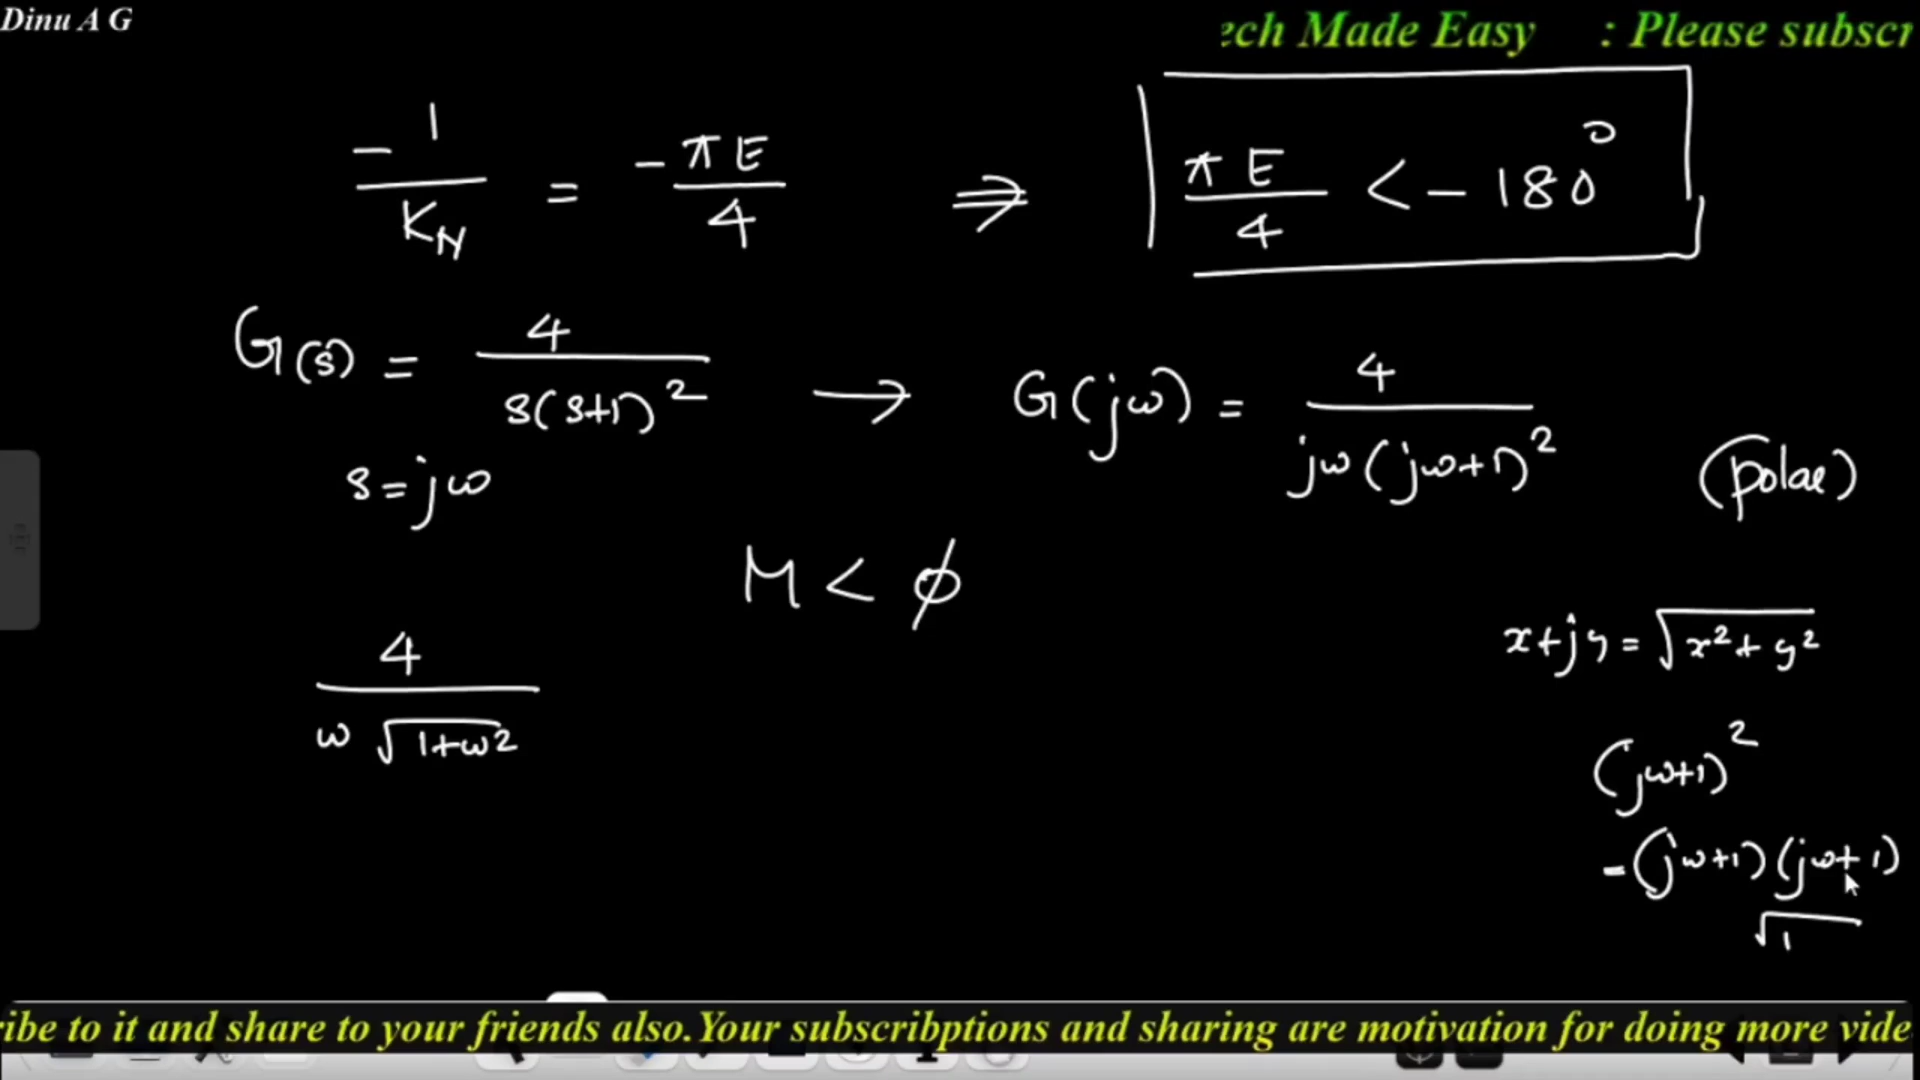 Dinu A G
ech Made Easy : Please subscr
-1/K_N = -πE/4 ⇒ πE/4 < -180°
G(s) = 4/s(s+1)² → G(jω) = 4/jω(jω+1)² (polar)
s=jω
M < ϕ
x+jy = √x²+y²
4/ω√1+ω²
(jω+1)²
=(jω+1)(jω+1)
√1
ribe to it and share to your friends also.Your subscribptions and sharing are motivation for doing more vide